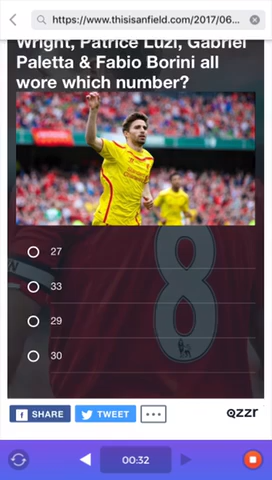 https://www.thisisanfield.com/2017/06...
Wright, Patrice Luzi, Gabriel
Paletta & Fabio Borini all
wore which number?
27
33
29
30
8
f SHARE
TWEET
...
qzzr
00:32